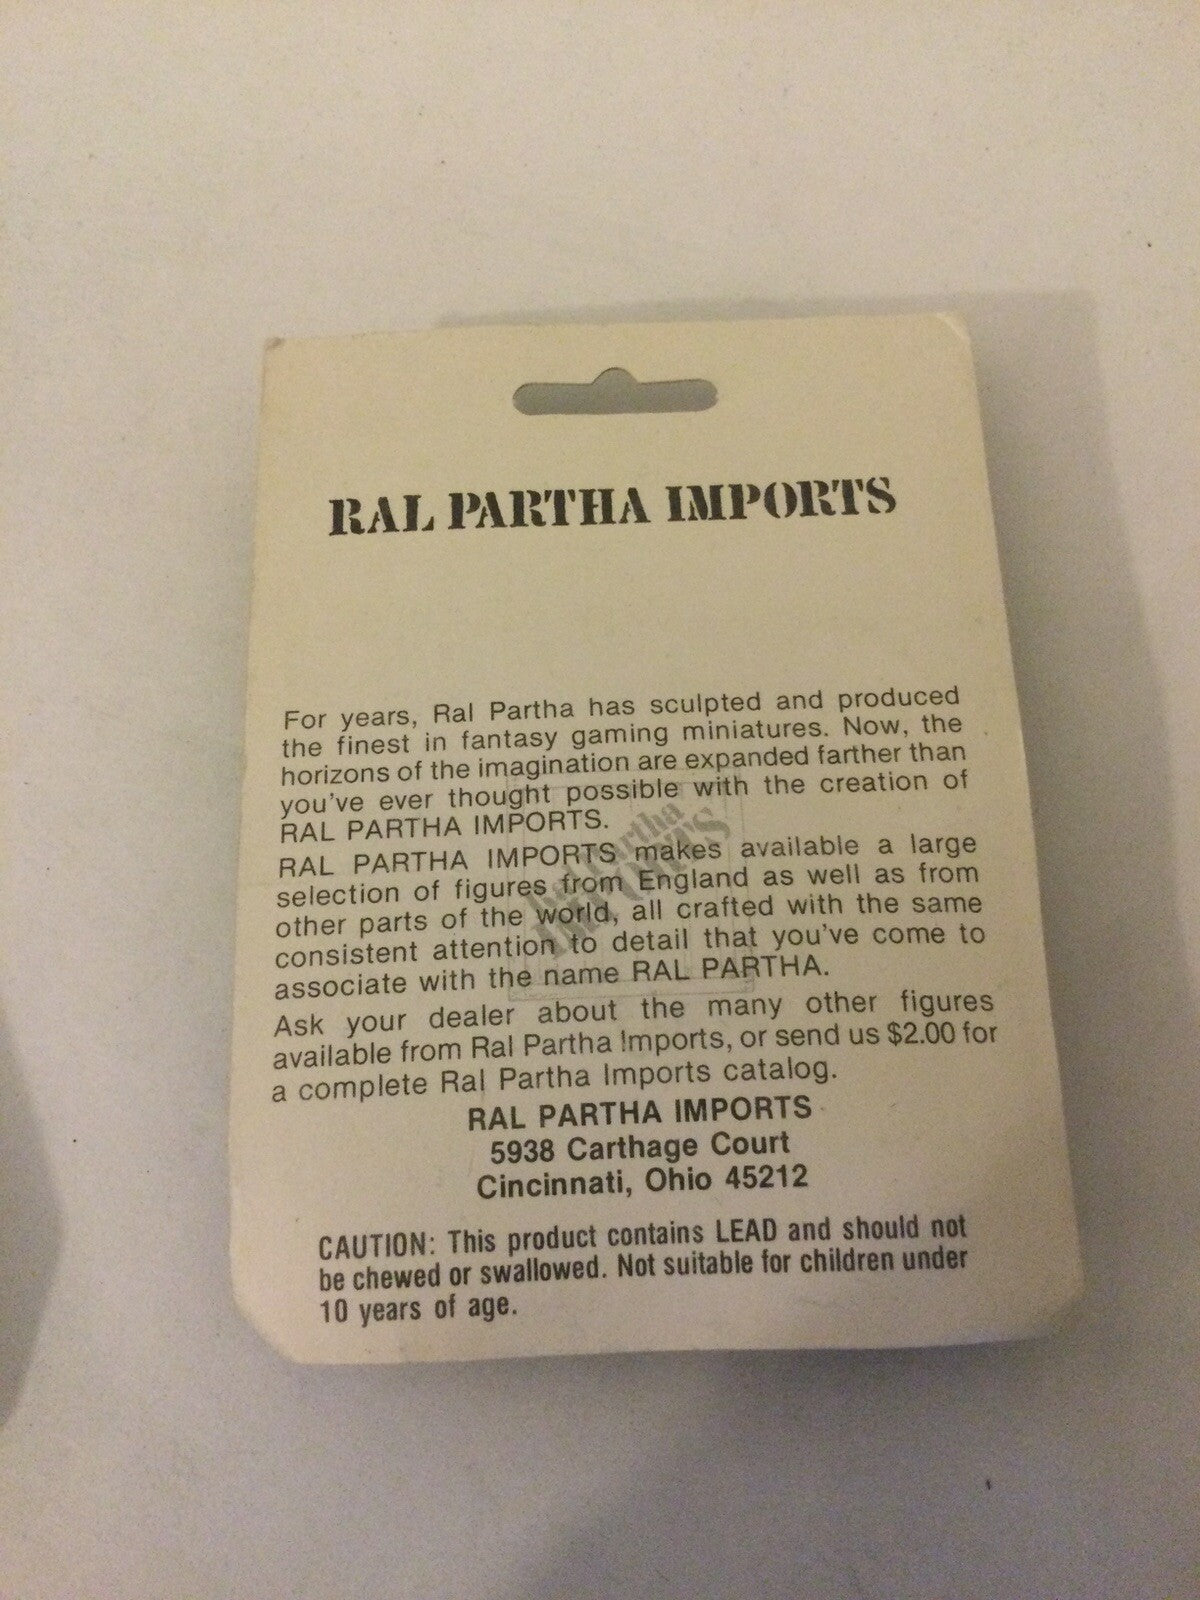 RAL PARTHA IMPORTS
For years, Ral Partha has sculpted and produced
the finest in fantasy gaming miniatures. Now, the
horizons of the imagination are expanded farther than
you've ever thought possible with the creation of
RAL PARTHA IMPORTS.
RAL PARTHA IMPORTS makes available a large
selection of figures from England as well as from
other parts of the world, all crafted with the same
consistent attention to detail that you've come to
associate with the name RAL PARTHA.
Ask your dealer about the many other figures
available from Ral Partha Imports, or send us $2.00 for
a complete Ral Partha Imports catalog.
RAL PARTHA IMPORTS
5938 Carthage Court
Cincinnati, Ohio 45212
CAUTION: This product contains LEAD and should not
be chewed or swallowed. Not suitable for children under
10 years of age.